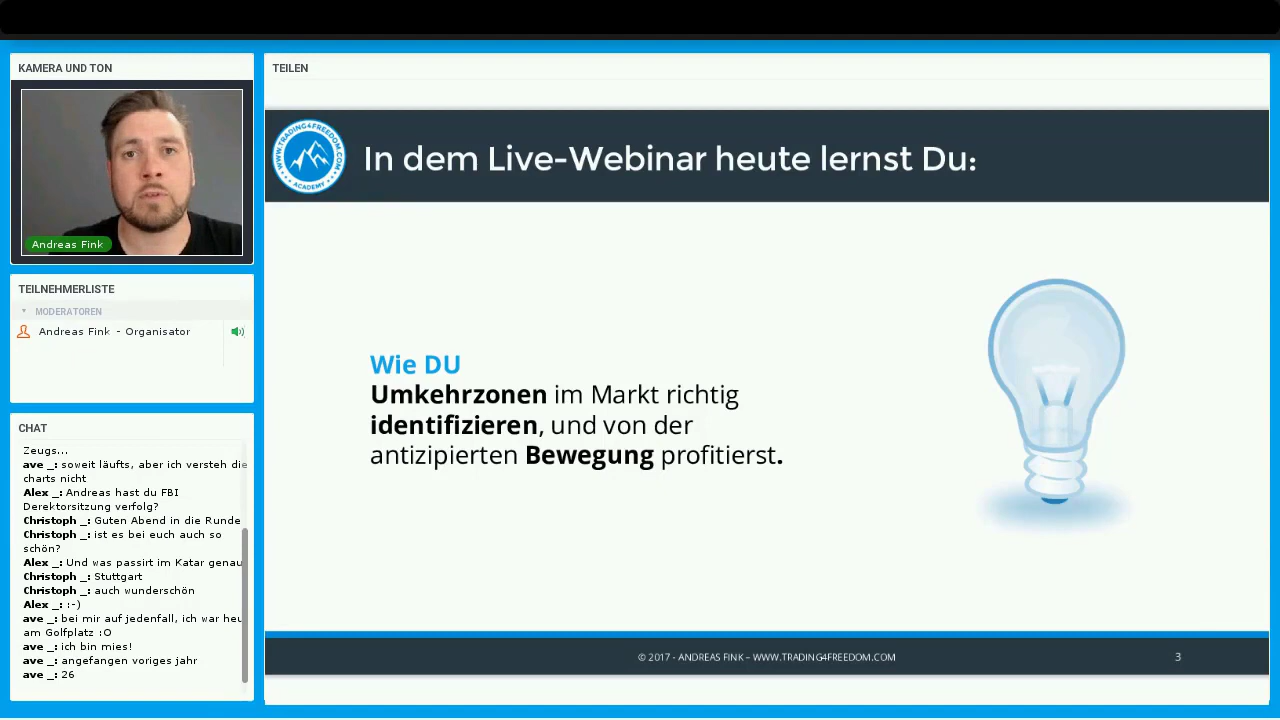 KAMERA UND TON
Andreas Fink
TEILNEHMERLISTE
MODERATOREN
Andreas Fink - Organisator
CHAT
Zeugs...
ave _: soweit läufts, aber ich versteh die
charts nicht
Alex _: Andreas hast du FBI
Derektorsitzung verfolg?
Christoph _: Guten Abend in die Runde
Christoph _: ist es bei euch auch so
schön?
Alex _: Und was passirt im Katar genau
Christoph _: Stuttgart
Christoph _: auch wunderschön
Alex _: :-)
ave _: bei mir auf jedenfall, ich war heu
am Golfplatz :O
ave _: ich bin mies!
ave _: angefangen voriges jahr
ave _: 26
TEILEN
WWW.TRADING4FREEDOM.COM
ACADEMY
In dem Live-Webinar heute lernst Du:
Wie DU
Umkehrzonen im Markt richtig
identifizieren, und von der
antizipierten Bewegung profitierst.
© 2017 - ANDREAS FINK – WWW.TRADING4FREEDOM.COM
3